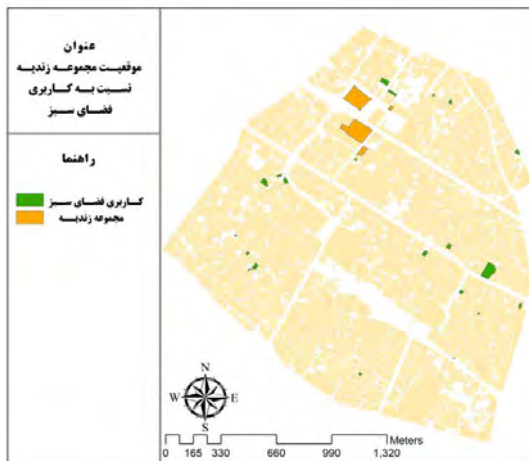 عنوان
موقعیت مجموعه زندیه
نسبت به کاربری
فضای سبز
راهنما
کاربری فضای سبز
مجموعه زندیه
N
W E
S
Meters
0 165 330 660 990 1,320